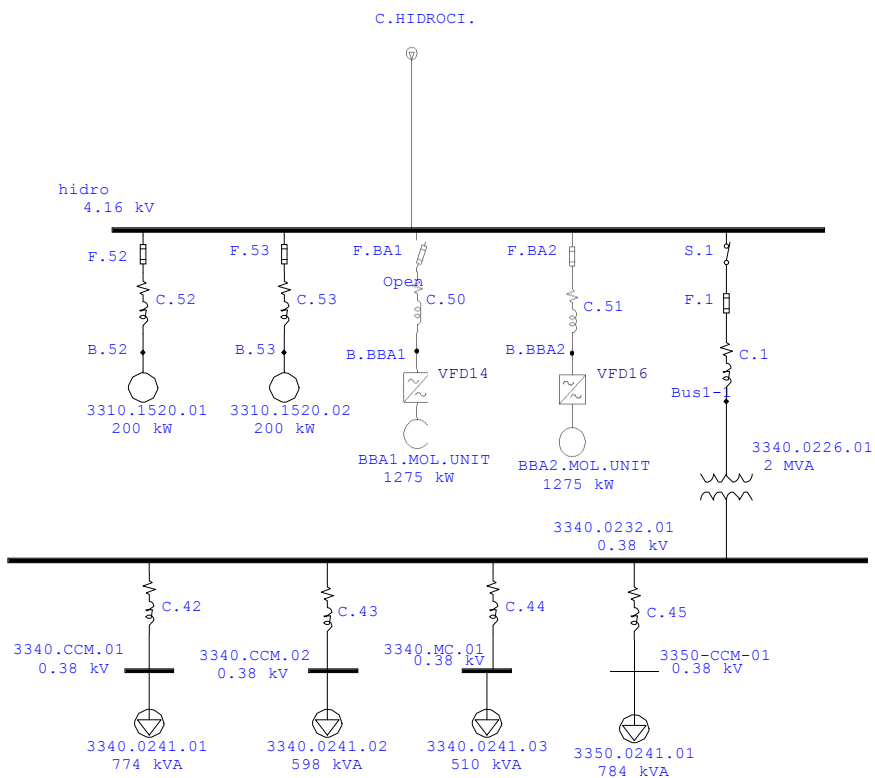 C.HIDROCI.
hidro
4.16 kV
F.52
F.53
F.BA1
F.BA2
S.1
Open
C.52
C.53
C.50
C.51
F.1
B.52
B.53
B.BBA1
B.BBA2
C.1
VFD14
VFD16
Bus1-1
3310.1520.01
200 kW
3310.1520.02
200 kW
BBA1.MOL.UNIT
1275 kW
BBA2.MOL.UNIT
1275 kW
3340.0226.01
2 MVA
3340.0232.01
0.38 kV
C.42
C.43
C.44
C.45
3340.CCM.01
0.38 kV
3340.CCM.02
0.38 kV
3340.MC.01
0.38 kV
3350-CCM-01
0.38 kV
3340.0241.01
774 kVA
3340.0241.02
598 kVA
3340.0241.03
510 kVA
3350.0241.01
784 kVA